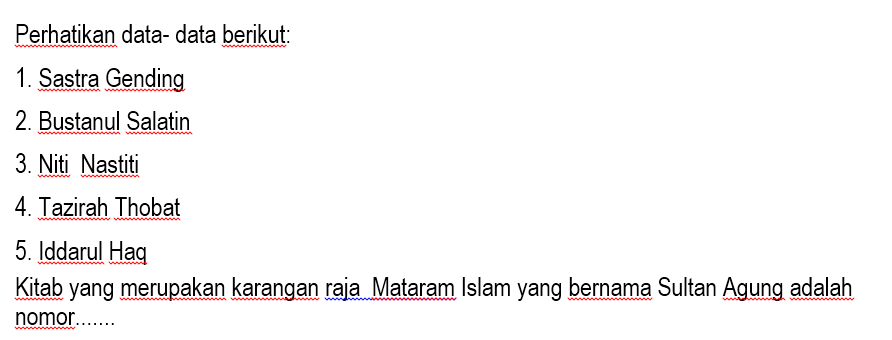 Perhatikan data- data berikut:
1. Sastra Gending
2. Bustanul Salatin
3. Niti  Nastiti
4. Tazirah Thobat
5. Iddarul Haq
Kitab yang merupakan karangan raja  Mataram Islam yang bernama Sultan Agung adalah
nomor.......